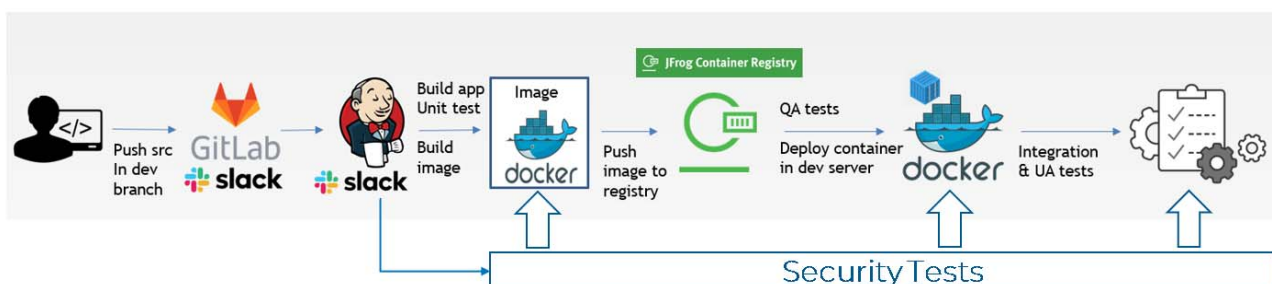 JFrog Container Registry
</>
Push src
In dev
branch
GitLab
slack
slack
Build app
Unit test
Build
image
Image
docker
Push
image to
registry
QA tests
Deploy container
in dev server
docker
Integration
& UA tests
Security Tests